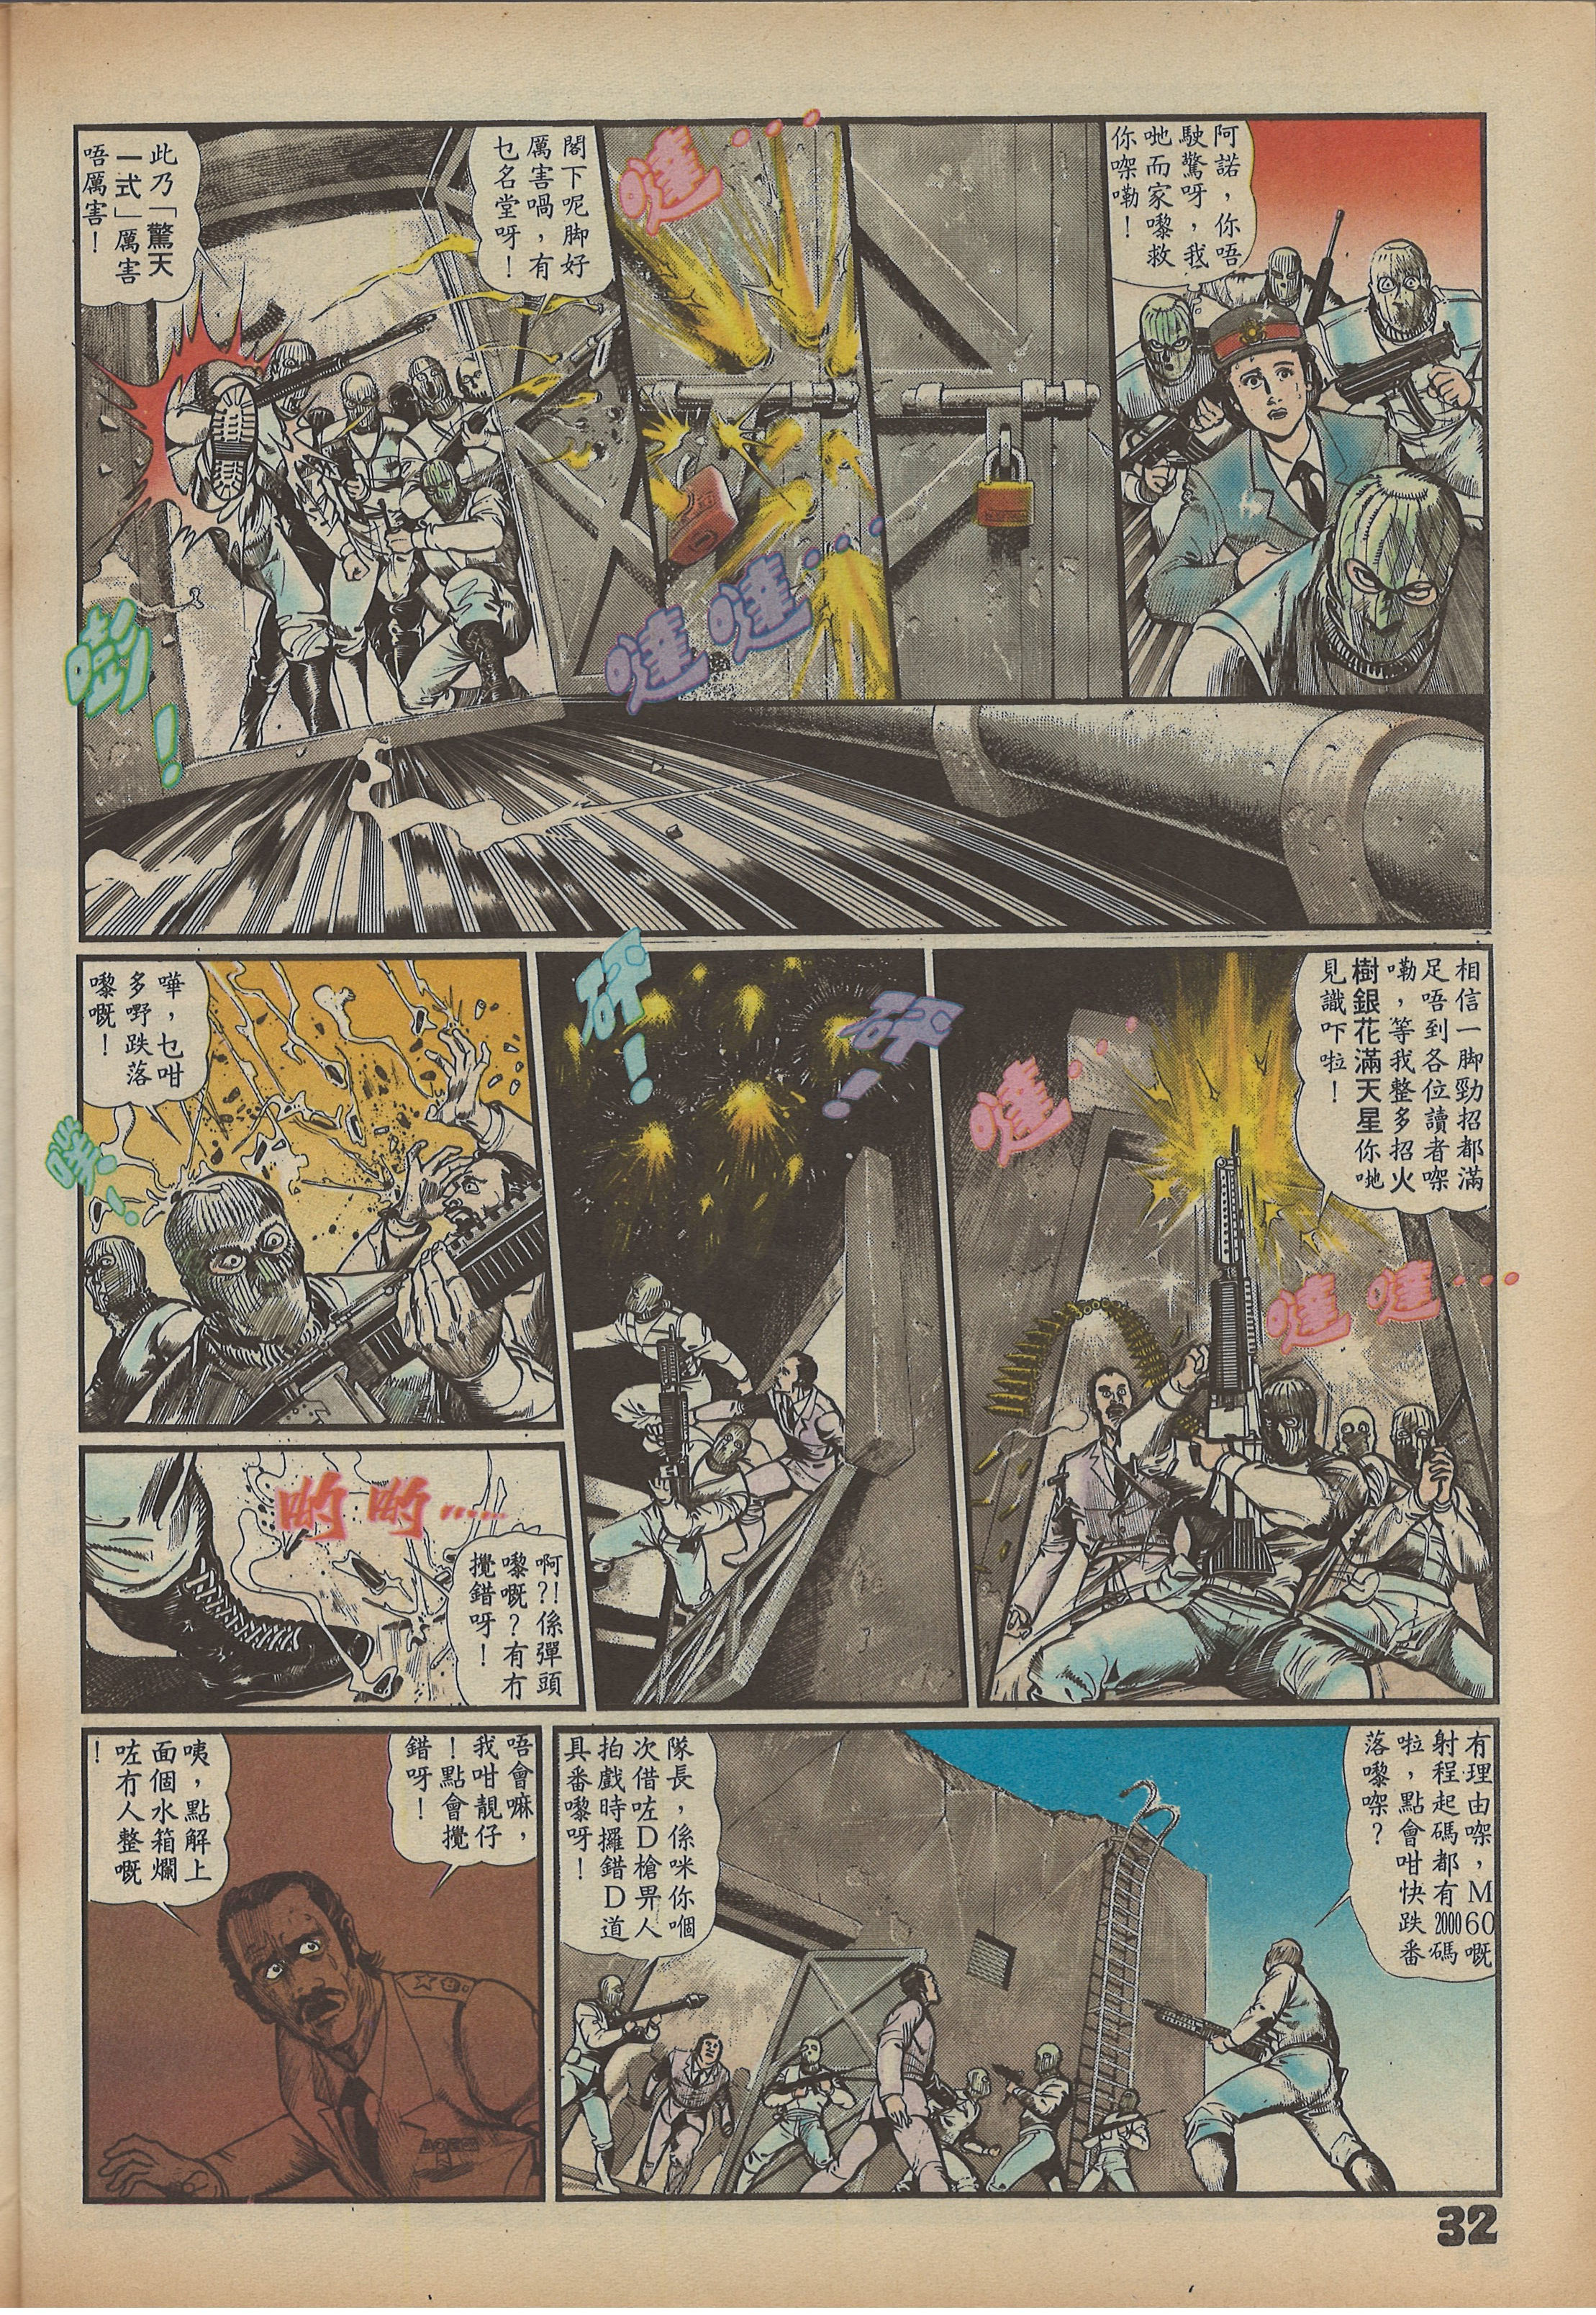 阿諾，你唔
駛驚呀，我
哋而家嚟救
你㗎嘞！
噠…
噠噠…
閣下呢脚好
厲害喎，有
乜名堂呀！
此乃「驚天
一式」厲害
唔厲害！
嘭！
相信一脚勁招都滿
足唔到各位讀者㗎
嘞，等我整多招火
樹銀花滿天星你哋
見識吓啦！
噠…
噠噠…
砰！
砰！
嘩，乜咁
多嘢跌落
嚟嘅！
啊?!係彈頭
嚟嘅？有冇
攪錯呀！
有理由㗎，M60嘅
射程起碼都有2000碼
啦，點會咁快跌番
落嚟㗎？
隊長，係咪你嗰
次借咗D槍畀人
拍戲時攞錯D道
具番嚟呀！
唔會嘛，
我咁靚仔
！點會攪
錯呀！
咦，點解上
面個水箱爛
咗冇人整嘅
！
32